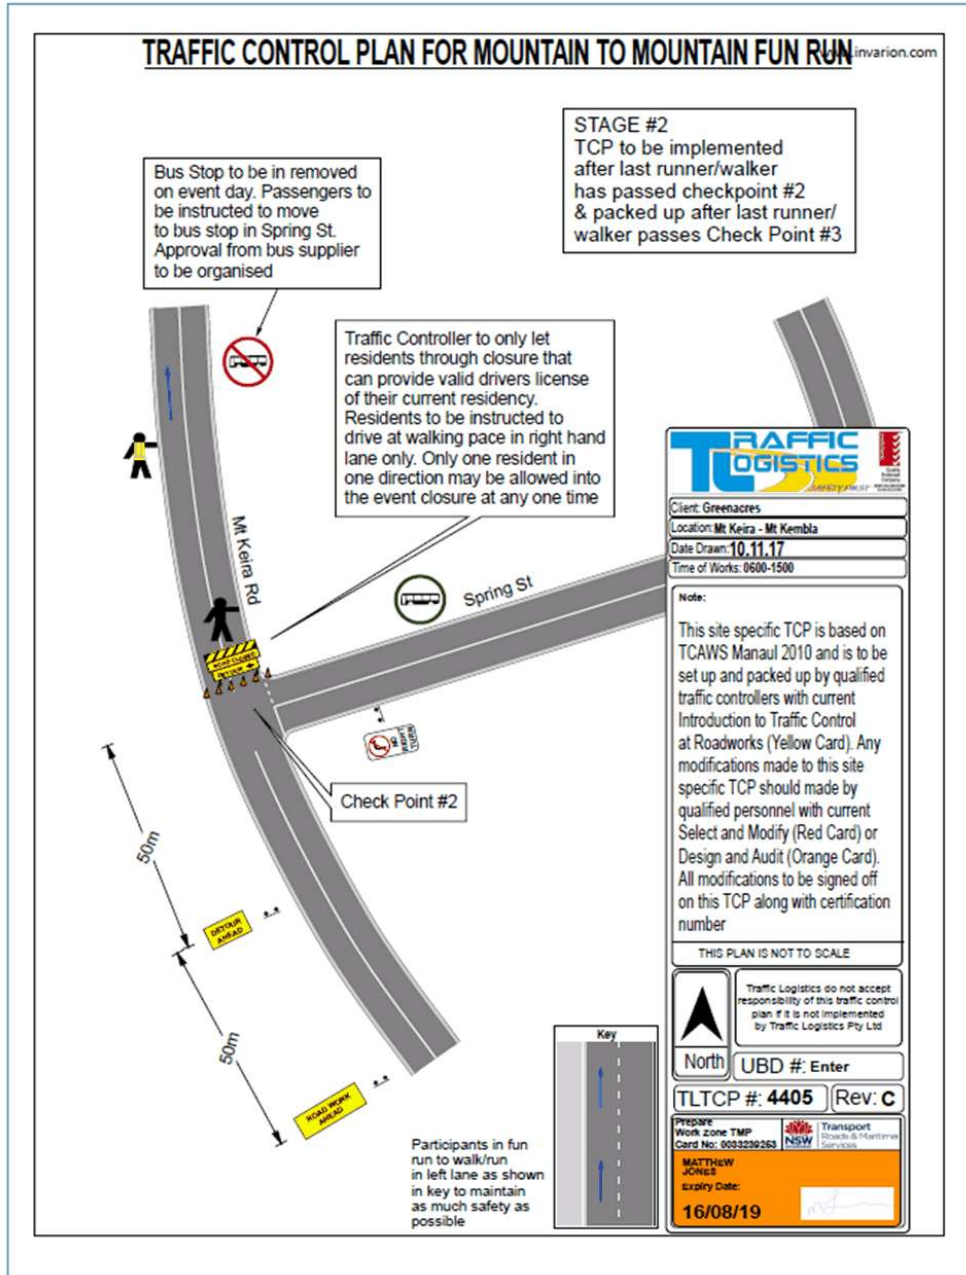 TRAFFIC CONTROL PLAN FOR MOUNTAIN TO MOUNTAIN FUN RUN
.invarion.com
STAGE #2
TCP to be implemented
after last runner/walker
has passed checkpoint #2
& packed up after last runner/
walker passes Check Point #3
Bus Stop to be in removed
on event day. Passengers to
be instructed to move
to bus stop in Spring St.
Approval from bus supplier
to be organised
Traffic Controller to only let
residents through closure that
can provide valid drivers license
of their current residency.
Residents to be instructed to
drive at walking pace in right hand
lane only. Only one resident in
one direction may be allowed into
the event closure at any one time
Mt Keira Rd
Spring St
ROAD CLOSED
DETOUR
Check Point #2
50m
DETOUR
AHEAD
50m
ROAD WORK
AHEAD
Participants in fun
run to walk/run
in left lane as shown
in key to maintain
as much safety as
possible
Key
TRAFFIC
LOGISTICS
SAFETY FIRST
Client: Greenacres
Location: Mt Keira - Mt Kembla
Date Drawn: 10.11.17
Time of Works: 0600-1500
Note:
This site specific TCP is based on
TCAWS Manaul 2010 and is to be
set up and packed up by qualified
traffic controllers with current
Introduction to Traffic Control
at Roadworks (Yellow Card). Any
modifications made to this site
specific TCP should made by
qualified personnel with current
Select and Modify (Red Card) or
Design and Audit (Orange Card).
All modifications to be signed off
on this TCP along with certification
number
THIS PLAN IS NOT TO SCALE
North
Traffic Logistics do not accept
responsibility of this traffic control
plan if it is not implemented
by Traffic Logistics Pty Ltd
UBD #: Enter
TLTCP #: 4405
Rev: C
Prepare
Work Zone TMP
Card No: 0033239253
NSW
Transport
Roads & Maritime
Services
MATTHEW
JONES
Expiry Date:
16/08/19